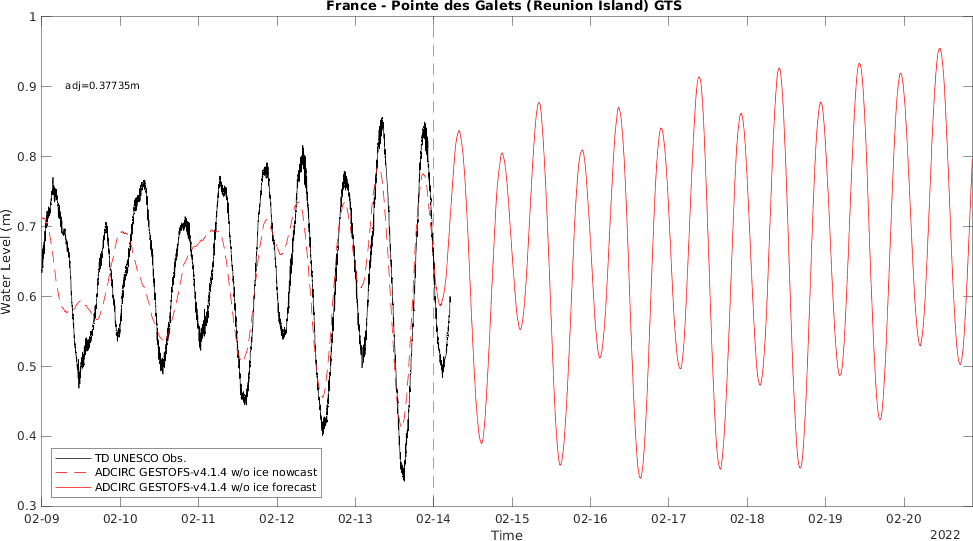 France - Pointe des Galets (Reunion Island) GTS
1
0.9
0.8
0.7
0.6
0.5
0.4
0.3
Water Level (m)
adj=0.37735m
TD UNESCO Obs.
ADCIRC GESTOFS-v4.1.4 w/o ice nowcast
ADCIRC GESTOFS-v4.1.4 w/o ice forecast
02-09 02-10 02-11 02-12 02-13 02-14 02-15 02-16 02-17 02-18 02-19 02-20
Time
2022